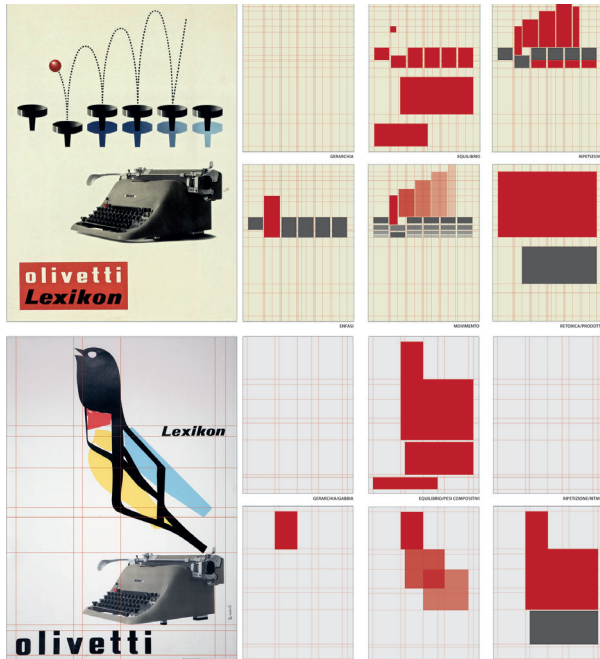 olivetti
Lexikon
GERARCHIA
EQUILIBRIO
ENFASI
MOVIMENTO
Lexikon
olivetti
GERARCHIA/GABBIA
EQUILIBRIO/PESI COMPOSITIVI